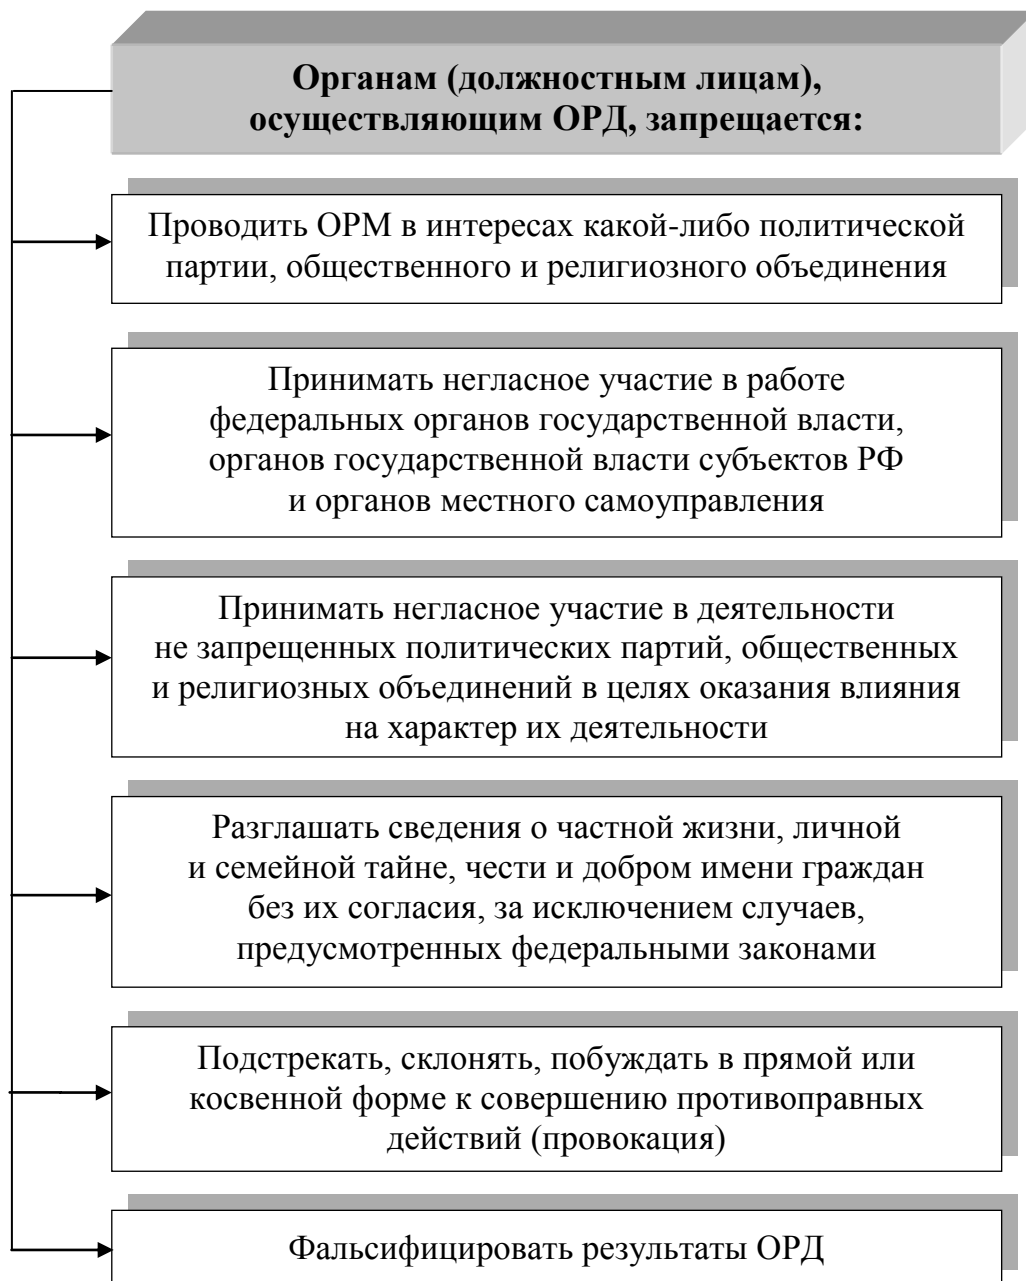 Органам (должностным лицам),
осуществляющим ОРД, запрещается:
Проводить ОРМ в интересах какой-либо политической
партии, общественного и религиозного объединения
Принимать негласное участие в работе
федеральных органов государственной власти,
органов государственной власти субъектов РФ
и органов местного самоуправления
Принимать негласное участие в деятельности
не запрещенных политических партий, общественных
и религиозных объединений в целях оказания влияния
на характер их деятельности
Разглашать сведения о частной жизни, личной
и семейной тайне, чести и добром имени граждан
без их согласия, за исключением случаев,
предусмотренных федеральными законами
Подстрекать, склонять, побуждать в прямой или
косвенной форме к совершению противоправных
действий (провокация)
Фальсифицировать результаты ОРД